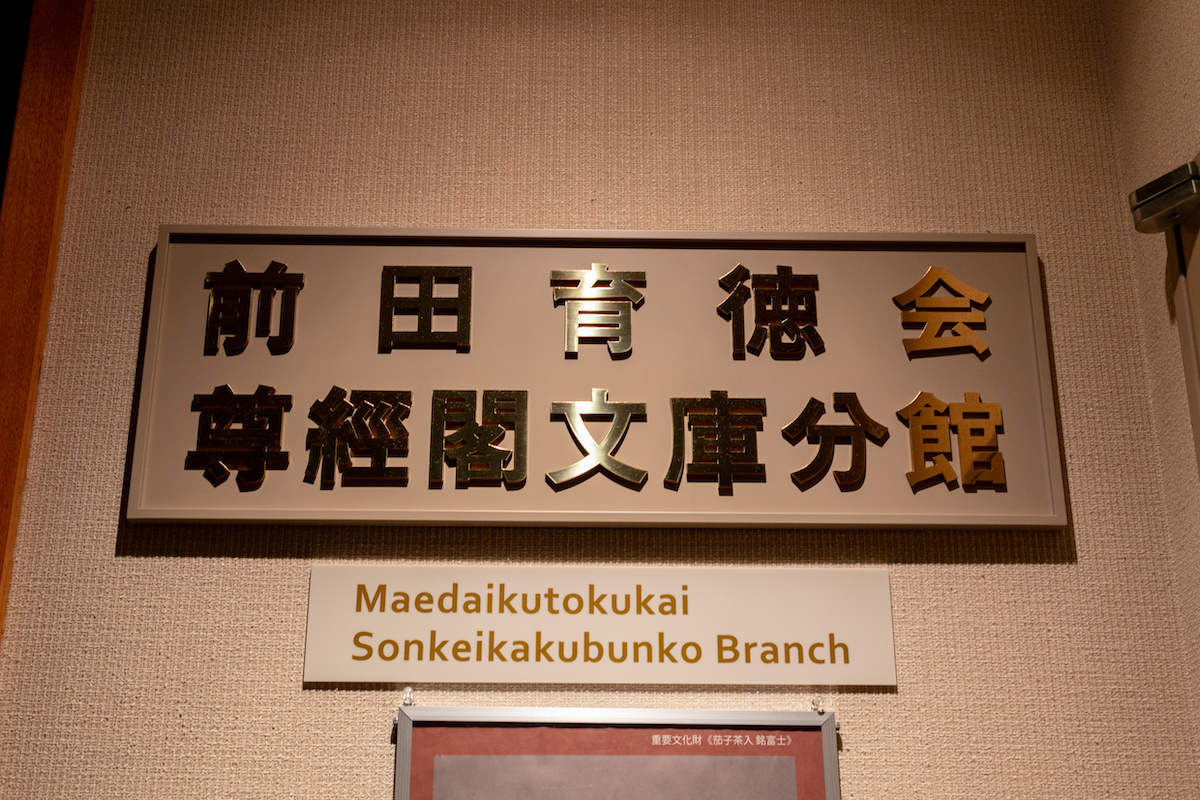 前田育徳会
尊經閣文庫分館
Maedaikutokukai
Sonkeikakubunko Branch
重要文化財《茄子茶入 銘富士》